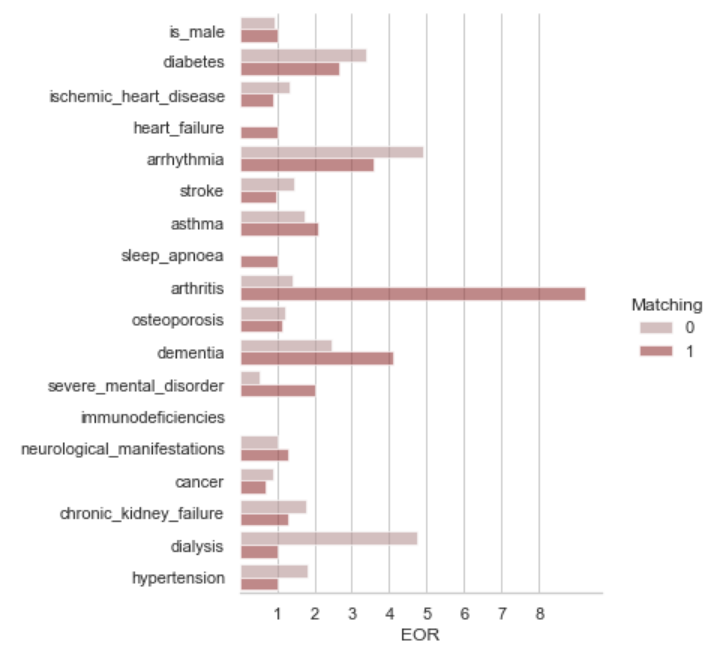 is_male
diabetes
ischemic_heart_disease
heart_failure
arrhythmia
stroke
asthma
sleep_apnoea
arthritis
osteoporosis
dementia
severe_mental_disorder
immunodeficiencies
neurological_manifestations
cancer
chronic_kidney_failure
dialysis
hypertension
1 2 3 4 5 6 7 8
EOR
Matching
0
1